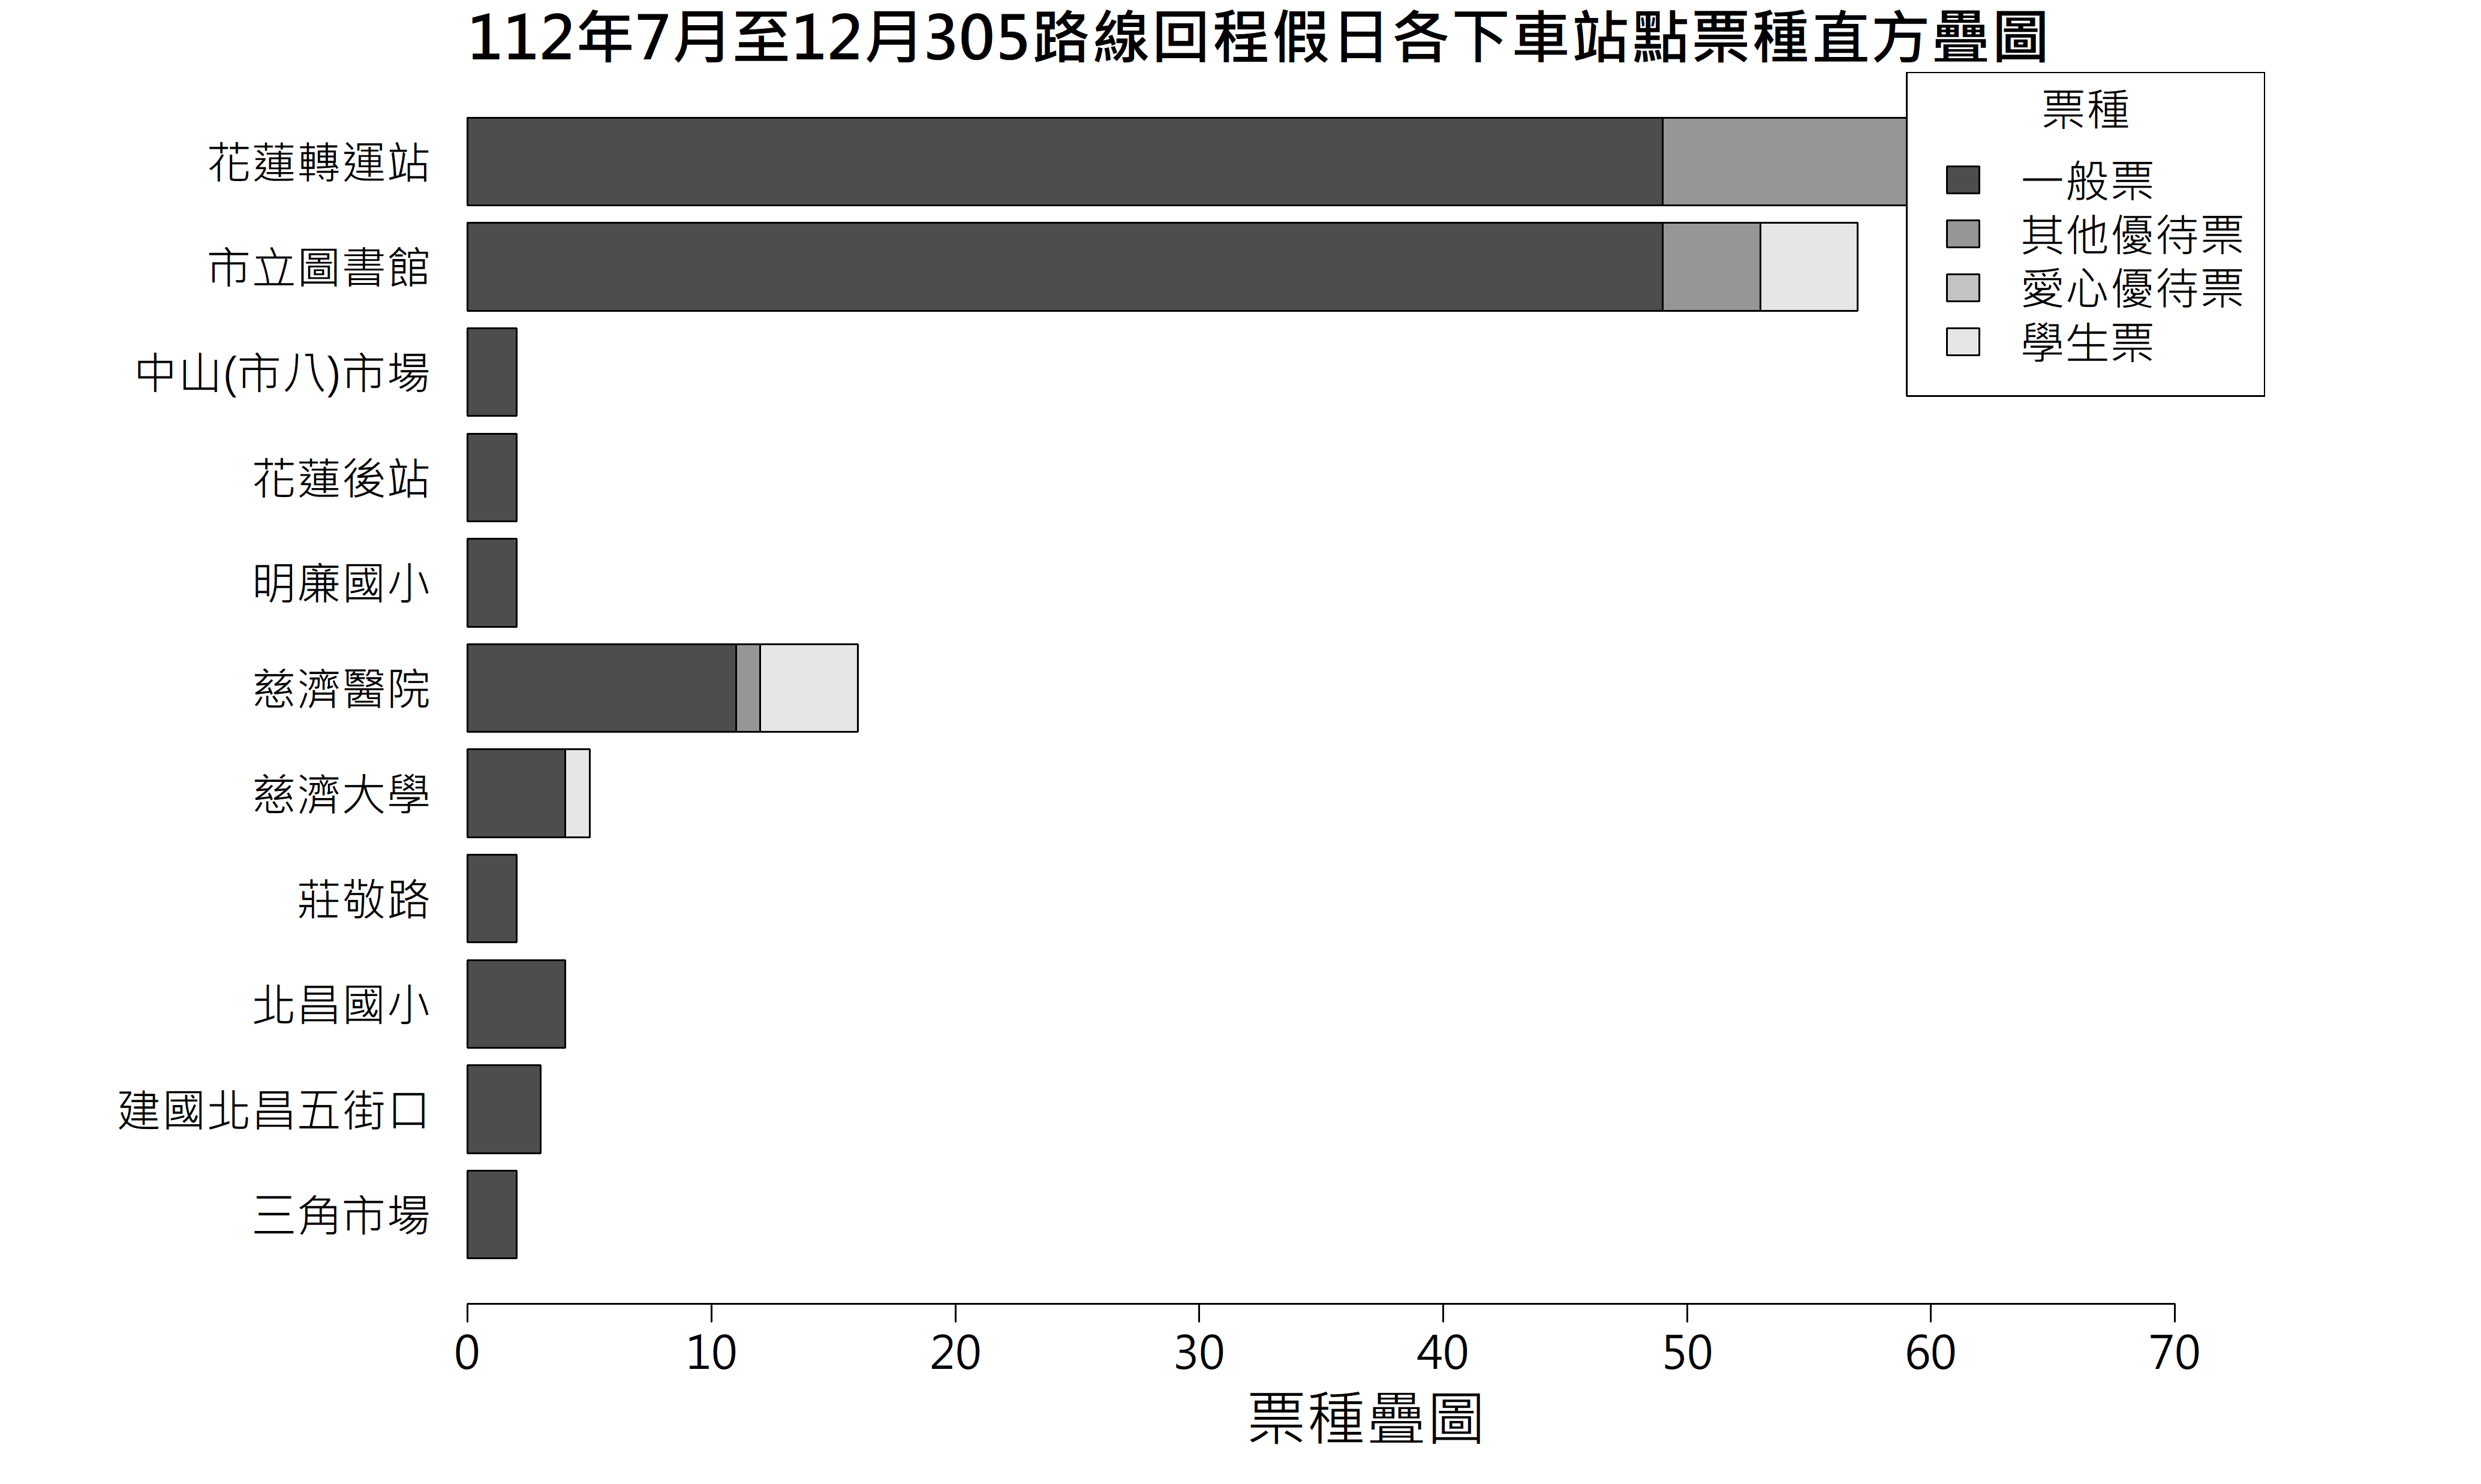 112年7月至12月305路線回程假日各下車站點票種直方疊圖
票種
一般票
其他優待票
愛心優待票
學生票
花蓮轉運站
市立圖書館
中山(市八)市場
花蓮後站
明廉國小
慈濟醫院
慈濟大學
莊敬路
北昌國小
建國北昌五街口
三角市場
0 10 20 30 40 50 60 70
票種疊圖